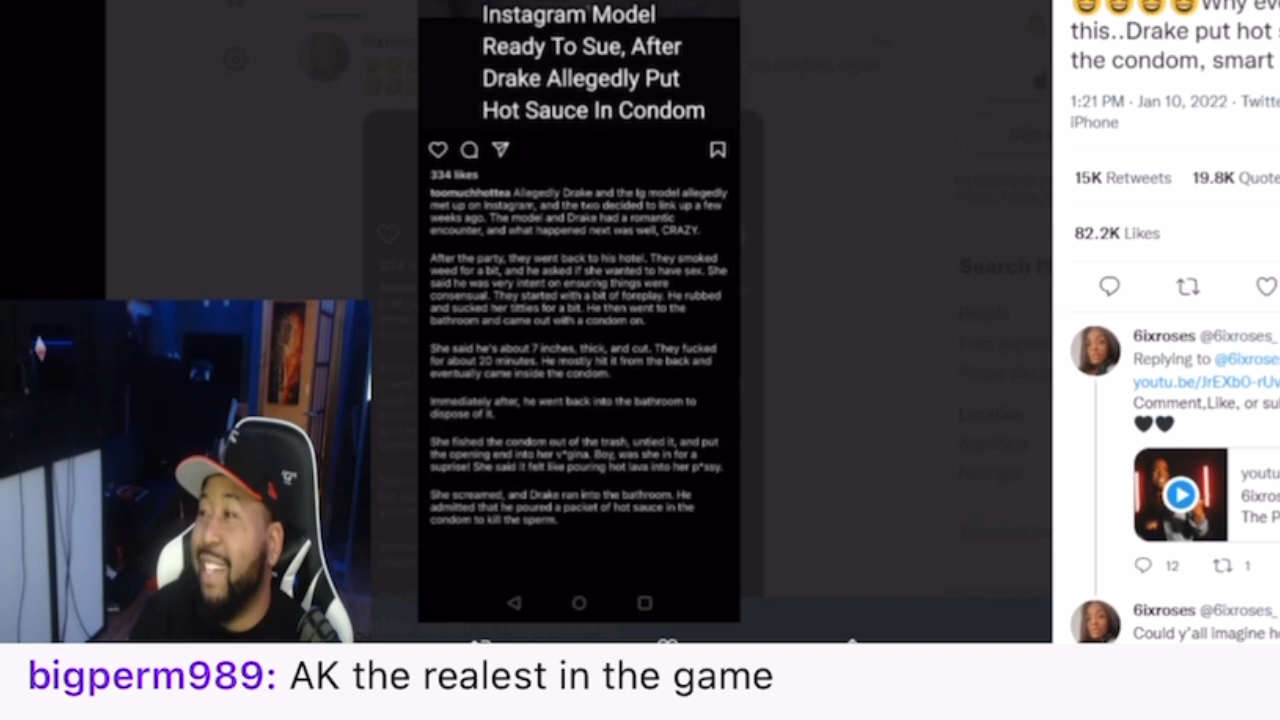 Instagram Model
Ready To Sue, After
Drake Allegedly Put
Hot Sauce In Condom
334 likes
toomuchhottea Allegedly Drake and the Ig model allegedly
met up on Instagram, and the two decided to link up a few
weeks ago. The model and Drake had a romantic
encounter, and what happened next was well, CRAZY.
After the party, they went back to his hotel. They smoked
weed for a bit, and he asked if she wanted to have sex. She
said he was very intent on ensuring things were
consensual. They started with a bit of foreplay. He rubbed
and sucked her titties for a bit. He then went to the
bathroom and came out with a condom on.
She said he's about 7 inches, thick, and cut. They fucked
for about 20 minutes. He mostly hit it from the back and
eventually came inside the condom.
Immediately after, he went back into the bathroom to
dispose of it.
She fished the condom out of the trash, untied it, and put
the opening end into her v*gina. Boy, was she in for a
suprise! She said it felt like pouring hot lava into her p*ssy.
She screamed, and Drake ran into the bathroom. He
admitted that he poured a packet of hot sauce in the
condom to kill the sperm.
Why eve
this..Drake put hot s
the condom, smart
1:21 PM · Jan 10, 2022 · Twitte
iPhone
15K Retweets 19.8K Quote
82.2K Likes
6ixroses @6ixroses_
Replying to @6ixrose
youtu.be/JrEXb0-rUv
Comment,Like, or su
youtu
6ixros
The P
12 1
6ixroses @6ixroses_
Could y'all imagine h
Search f
bigperm989: AK the realest in the game